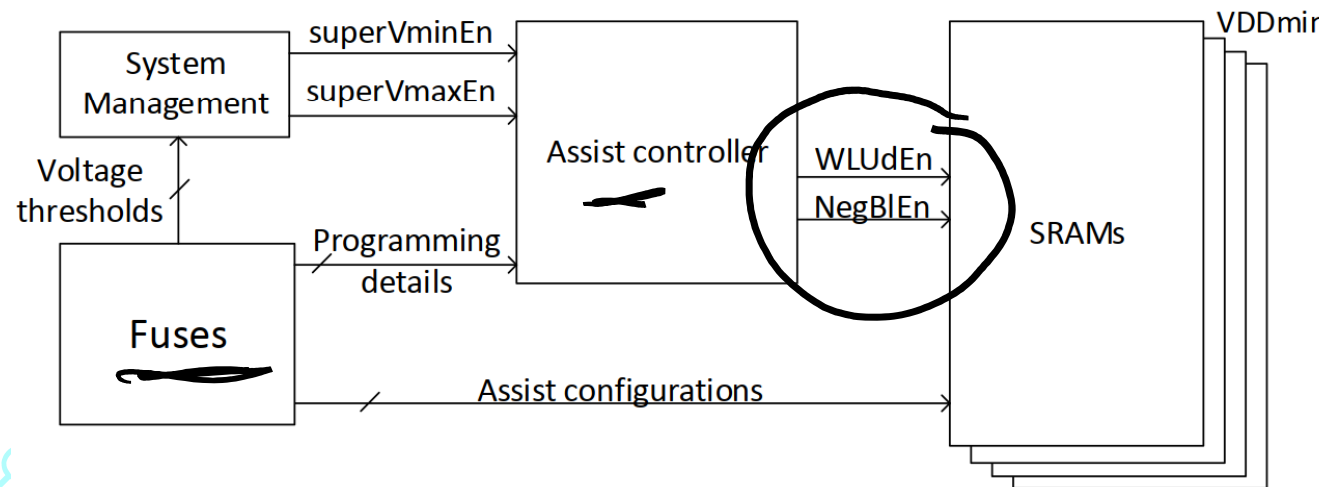 superVminEn
superVmaxEn
System
Management
Voltage
thresholds
Fuses
Programming
details
Assist controller
WLUdEn
NegBlEn
Assist configurations
SRAMs
VDDmin